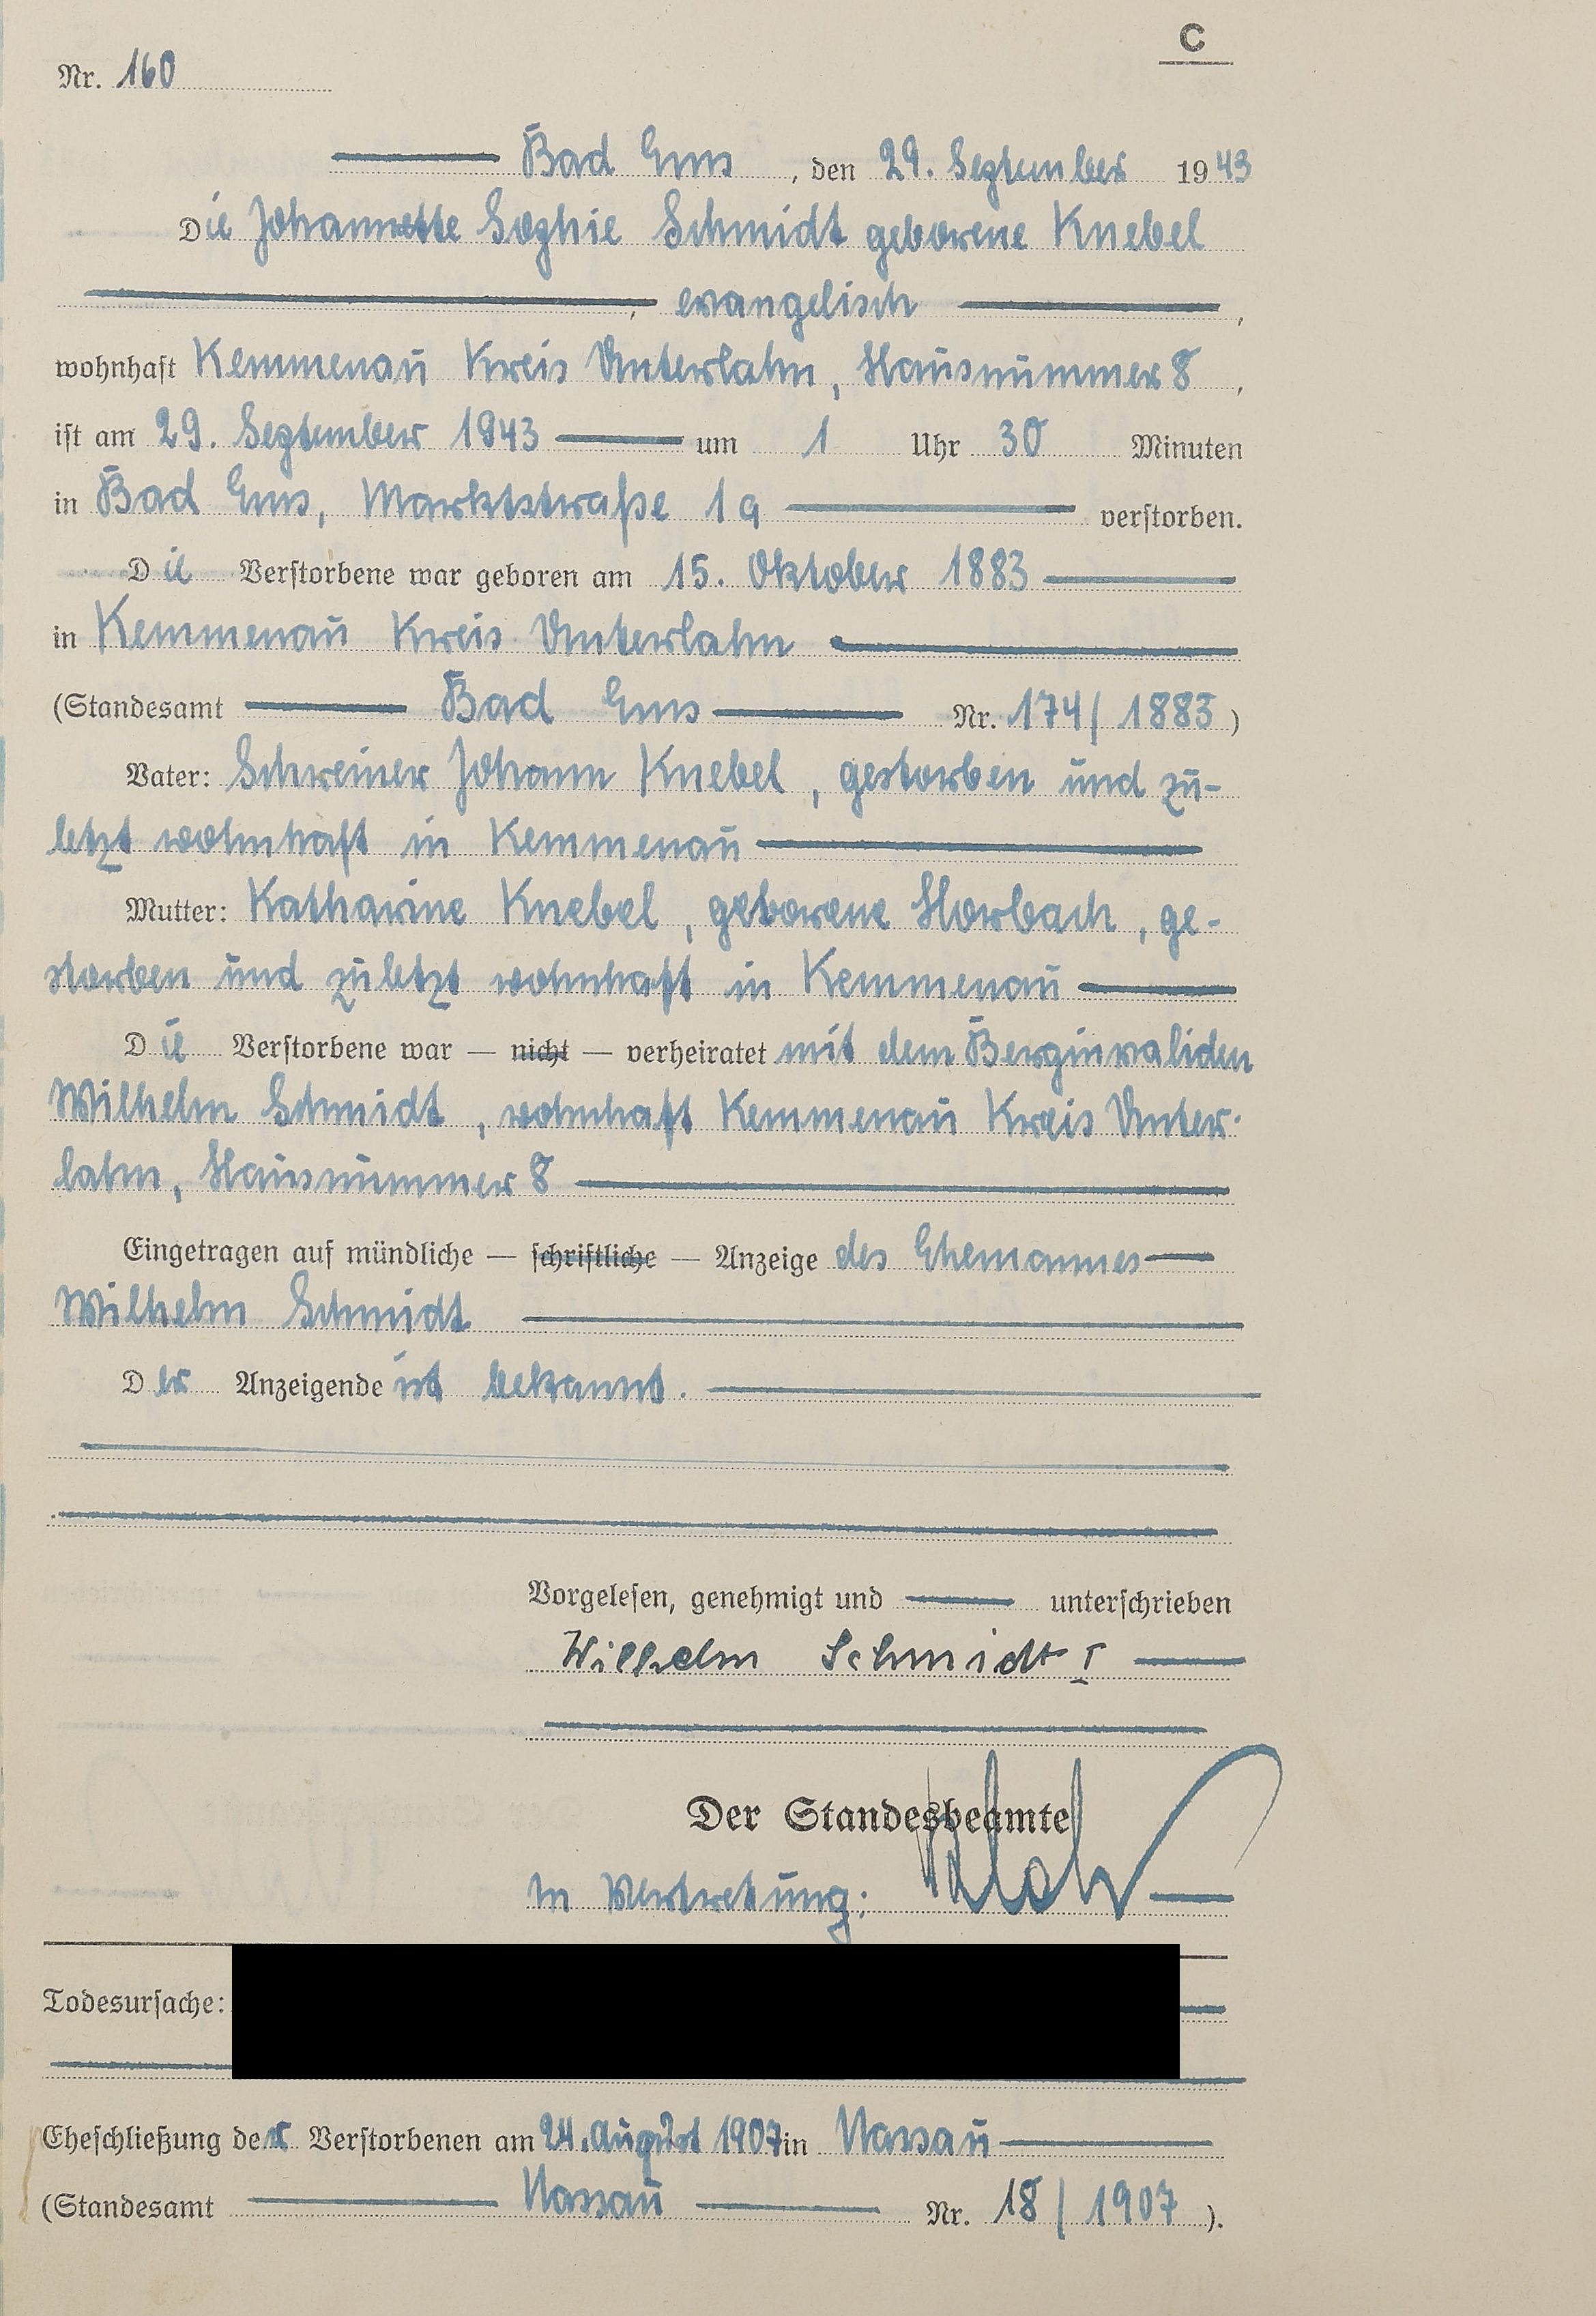 C
Nr. 160
Bad Ems, den 29. September 1943
Die Johannette Sophie Schmidt geborene Knebel
, evangelisch ,
wohnhaft Kemmenau Kreis Unterlahn, Hausnummer 8,
ist am 29. September 1943 um 1 Uhr 30 Minuten
in Bad Ems, Marktstraße 1a verstorben.
Die Verstorbene war geboren am 15. Oktober 1883
in Kemmenau Kreis Unterlahn
(Standesamt Bad Ems Nr. 174/1883)
Vater: Schreiner Johann Knebel, gestorben und zu-
letzt wohnhaft in Kemmenau
Mutter: Katharine Knebel, geborene Horbach, ge-
storben und zuletzt wohnhaft in Kemmenau
Die Verstorbene war — nicht — verheiratet mit dem Berginvaliden
Wilhelm Schmidt, wohnhaft Kemmenau Kreis Unter-
lahn, Hausnummer 8
Eingetragen auf mündliche — schriftliche — Anzeige des Ehemannes
Wilhelm Schmidt
Der Anzeigende ist bekannt.
Vorgelesen, genehmigt und unterschrieben
Wilhelm Schmidt I
Der Standesbeamte
In Vertretung:
Todesursache:
Eheschließung der Verstorbenen am 24. August 1907 in Nassau
(Standesamt Nassau Nr. 18/1907).